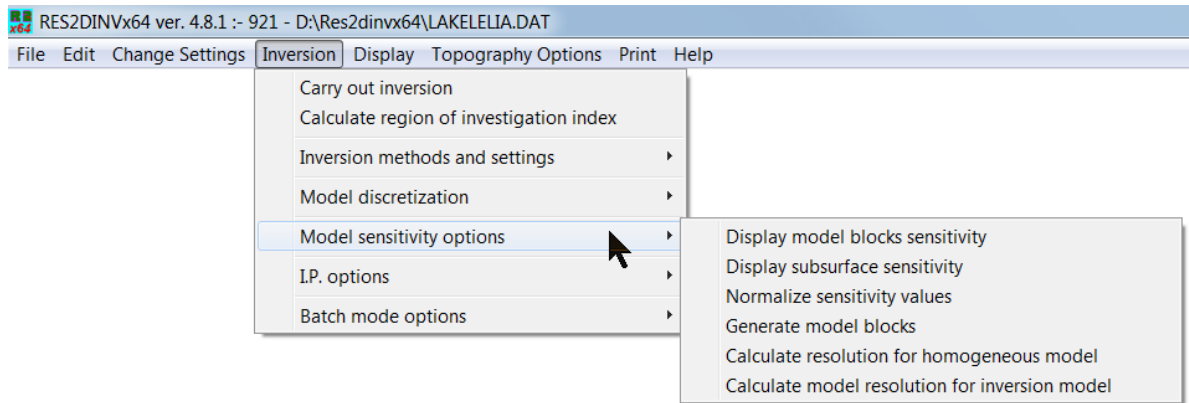 RES2DINVx64 ver. 4.8.1 :- 921 - D:\Res2dinvx64\LAKELELIA.DAT
File Edit Change Settings Inversion Display Topography Options Print Help
Carry out inversion
Calculate region of investigation index
Inversion methods and settings
Model discretization
Model sensitivity options
I.P. options
Batch mode options
Display model blocks sensitivity
Display subsurface sensitivity
Normalize sensitivity values
Generate model blocks
Calculate resolution for homogeneous model
Calculate model resolution for inversion model